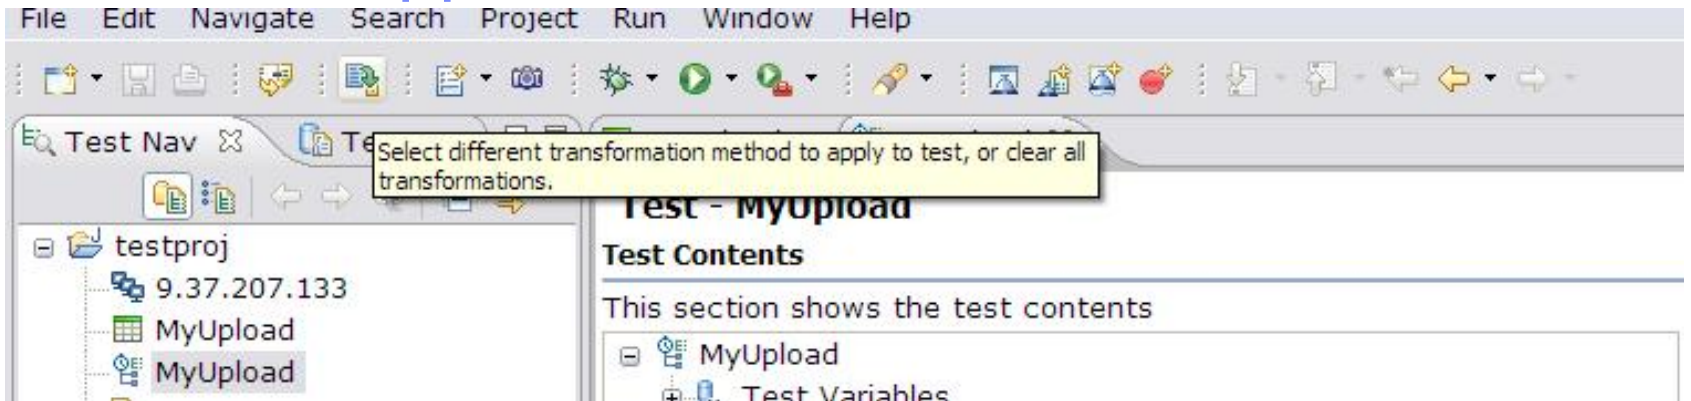 File Edit Navigate Search Project Run Window Help
Test Nav
Te
Select different transformation method to apply to test, or clear all
transformations.
testproj
9.37.207.133
MyUpload
MyUpload
Test - MyUpload
Test Contents
This section shows the test contents
MyUpload
Test Variables